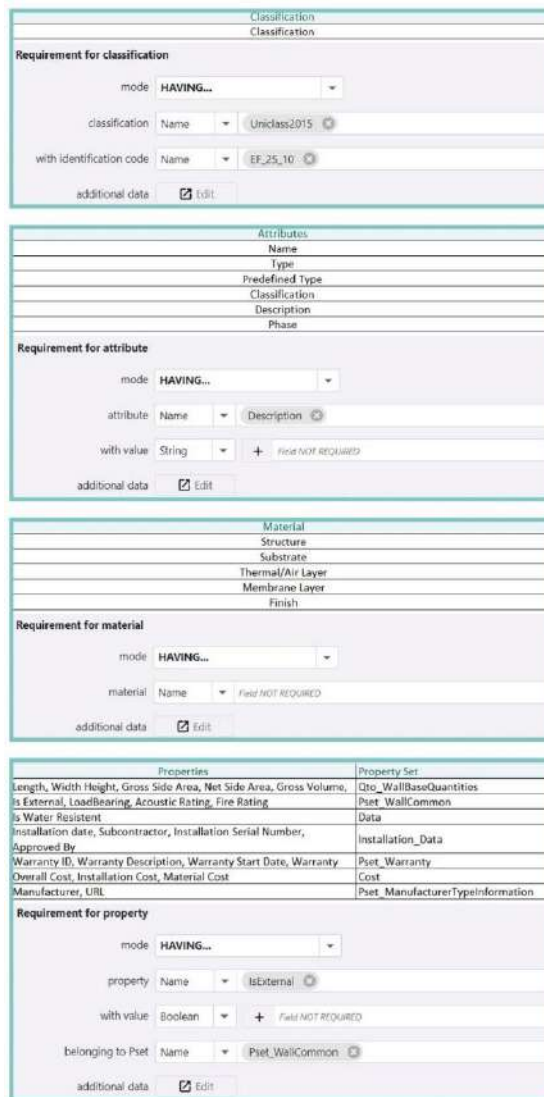 Classification
Classification
Requirement for classification
mode HAVING...
classification Name Uniclass2015
with identification code Name EF_25_10
additional data Edit
Attributes
Name
Type
Predefined Type
Classification
Description
Phase
Requirement for attribute
mode HAVING...
attribute Name Description
with value String + Field NOT REQUIRED
additional data Edit
Material
Structure
Substrate
Thermal/Air Layer
Membrane Layer
Finish
Requirement for material
mode HAVING...
material Name Field NOT REQUIRED
additional data Edit
Properties Property Set
Length, Width Height, Gross Side Area, Net Side Area, Gross Volume, Qto_WallBaseQuantities
Is External, LoadBearing, Acoustic Rating, Fire Rating Pset_WallCommon
Is Water Resistent Data
Installation date, Subcontractor, Installation Serial Number,
Approved By Installation_Data
Warranty ID, Warranty Description, Warranty Start Date, Warranty Pset_Warranty
Overall Cost, Installation Cost, Material Cost Cost
Manufacturer, URL Pset_ManufacturerTypeInformation
Requirement for property
mode HAVING...
property Name IsExternal
with value Boolean + Field NOT REQUIRED
belonging to Pset Name Pset_WallCommon
additional data Edit